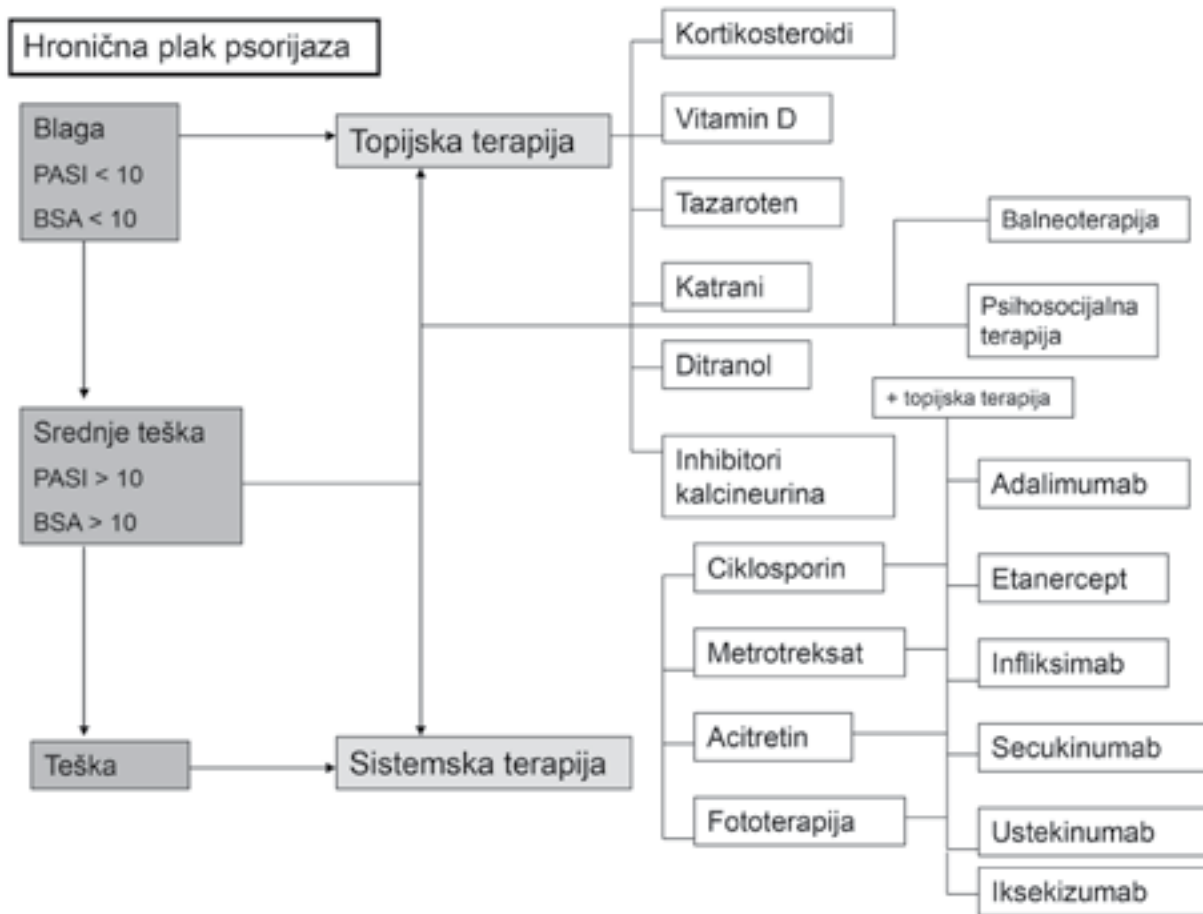 Hronična plak psorijaza
Blaga
PASI < 10
BSA < 10
Srednje teška
PASI > 10
BSA > 10
Teška
Topijska terapija
Sistemska terapija
Kortikosteroidi
Vitamin D
Tazaroten
Katrani
Ditranol
Inhibitori
kalcineurina
Balneoterapija
Psihosocijalna
terapija
+ topijska terapija
Ciklosporin
Metrotreksat
Acitretin
Fototerapija
Adalimumab
Etanercept
Infliksimab
Secukinumab
Ustekinumab
Iksekizumab